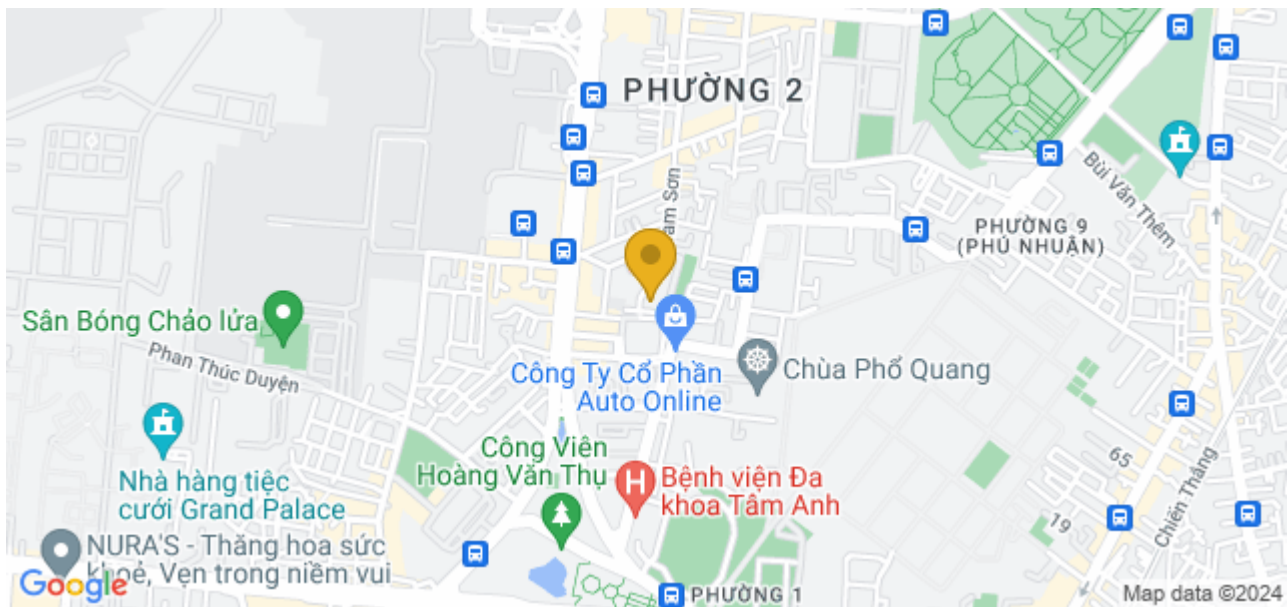 PHƯỜNG 2
Sơn
Bùi Văn Thêm
PHƯỜNG 9
(PHÚ NHUẬN)
Sân Bóng Chảo lửa
Phan Thúc Duyện
Công Ty Cổ Phần
Auto Online
Chùa Phổ Quang
Công Viên
Hoàng Văn Thụ
Nhà hàng tiệc
cưới Grand Palace
Bệnh viện Đa
khoa Tâm Anh
65
19
Chiến Thắng
NURA'S - Thăng hoa sức
khoẻ, Vẹn trong niềm vui
Google
PHƯỜNG 1
Map data ©2024